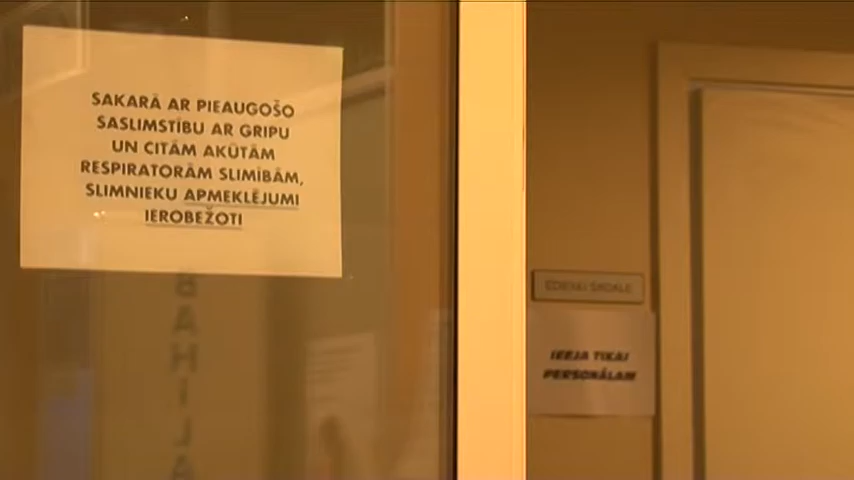 SAKARĀ AR PIEAUGOŠO
SASLIMSTĪBU AR GRIPU
UN CITĀM AKŪTĀM
RESPIRATORĀM SLIMĪBĀM,
SLIMNIEKU APMEKLĒJUMI
IEROBEŽOTI
IEEJA TIKAI
PERSONĀLAM